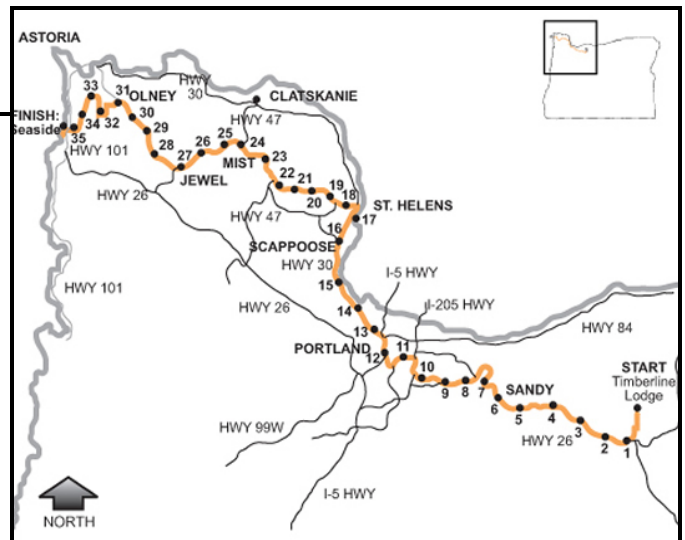 ASTORIA
33
31
OLNEY
HWY
30
CLATSKANIE
FINISH:
Seaside
34
32
30
HWY 47
35
29
HWY 101
28
26
25
24
MIST
23
27
JEWEL
22
21
19
18
20
ST. HELENS
17
HWY 26
HWY 47
16
SCAPPOOSE
HWY 30
I-5 HWY
15
HWY 101
I-205 HWY
HWY 26
14
13
HWY 84
PORTLAND
11
12
10
9
8
7
START
Timberline
Lodge
SANDY
6
5
4
3
HWY 26
2
1
HWY 99W
I-5 HWY
NORTH